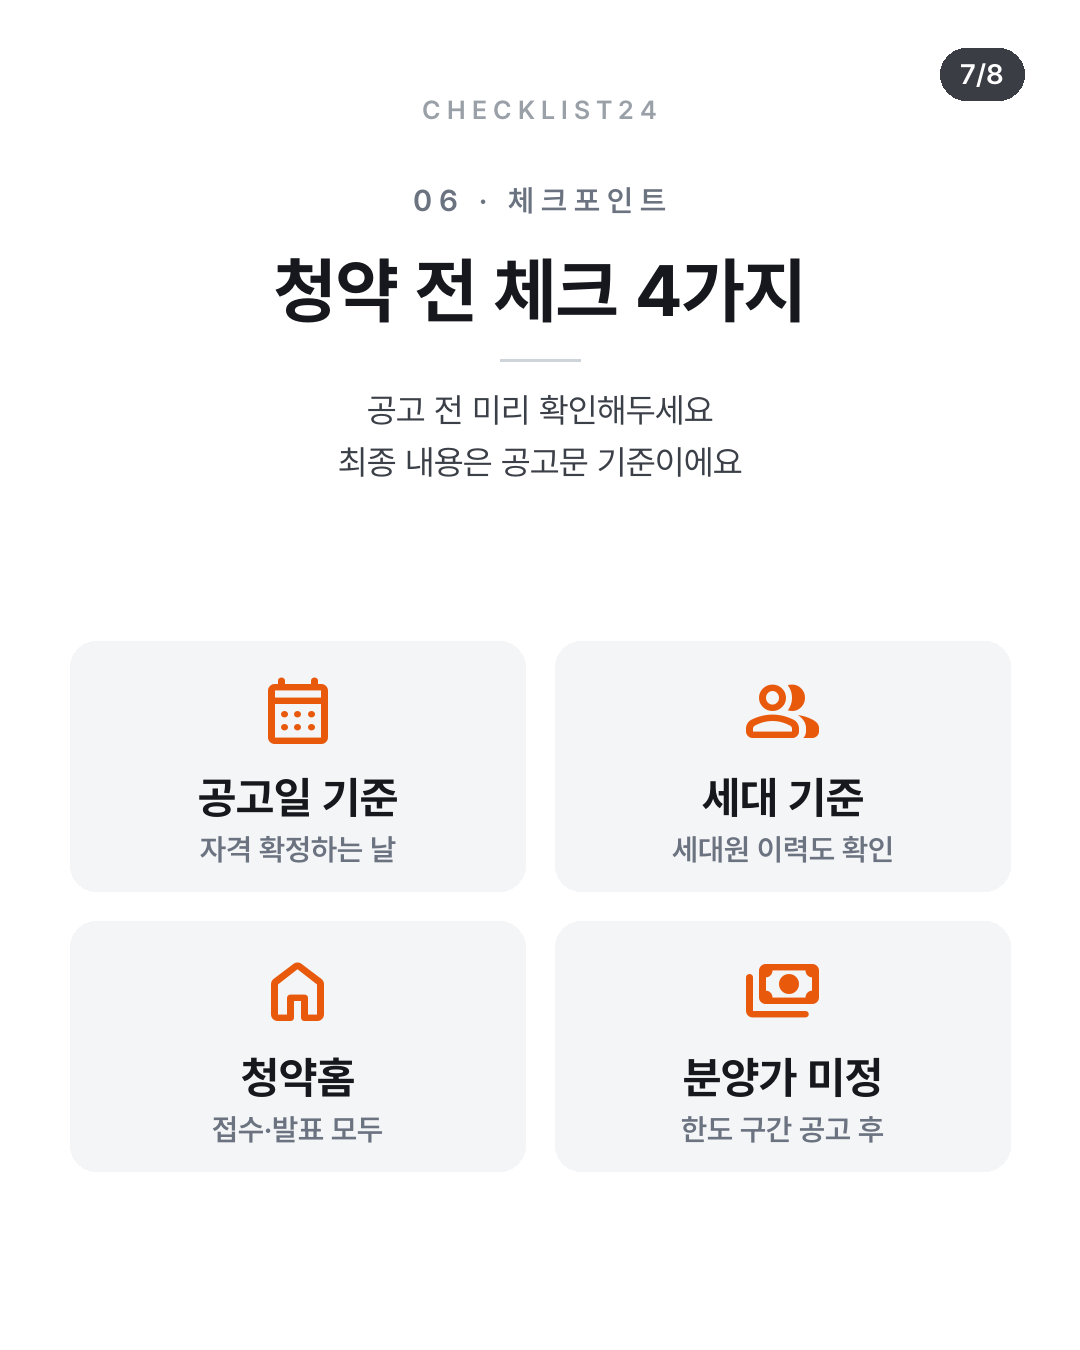 7/8
CHECKLIST24
06 · 체크포인트
청약 전 체크 4가지
공고 전 미리 확인해두세요
최종 내용은 공고문 기준이에요
공고일 기준
자격 확정하는 날
세대 기준
세대원 이력도 확인
청약홈
접수·발표 모두
분양가 미정
한도 구간 공고 후